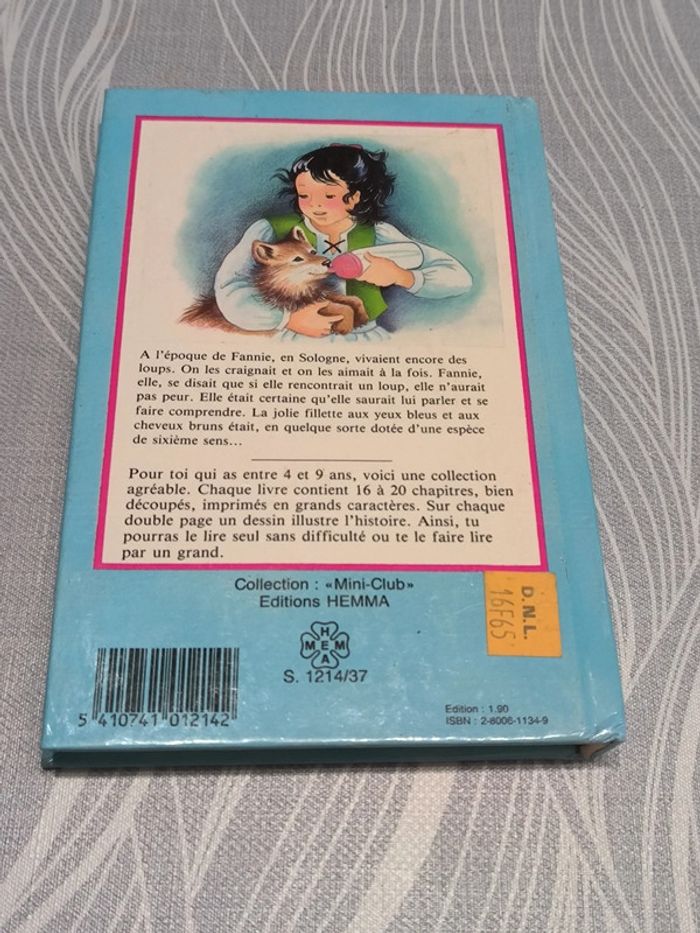 A l'époque de Fannie, en Sologne, vivaient encore des
loups. On les craignait et on les aimait à la fois. Fannie,
elle, se disait que si elle rencontrait un loup, elle n'aurait
pas peur. Elle était certaine qu'elle saurait lui parler et se
faire comprendre. La jolie fillette aux yeux bleus et aux
cheveux bruns était, en quelque sorte dotée d'une espèce
de sixième sens...
Pour toi qui as entre 4 et 9 ans, voici une collection
agréable. Chaque livre contient 16 à 20 chapitres, bien
découpés, imprimés en grands caractères. Sur chaque
double page un dessin illustre l'histoire. Ainsi, tu
pourras le lire seul sans difficulté ou te le faire lire
par un grand.
Collection : «Mini-Club»
Editions HEMMA
D.N.L.
16F65
HEMMA
S. 1214/37
5 410741 012142
Edition : 1.90
ISBN : 2-8006-1134-9